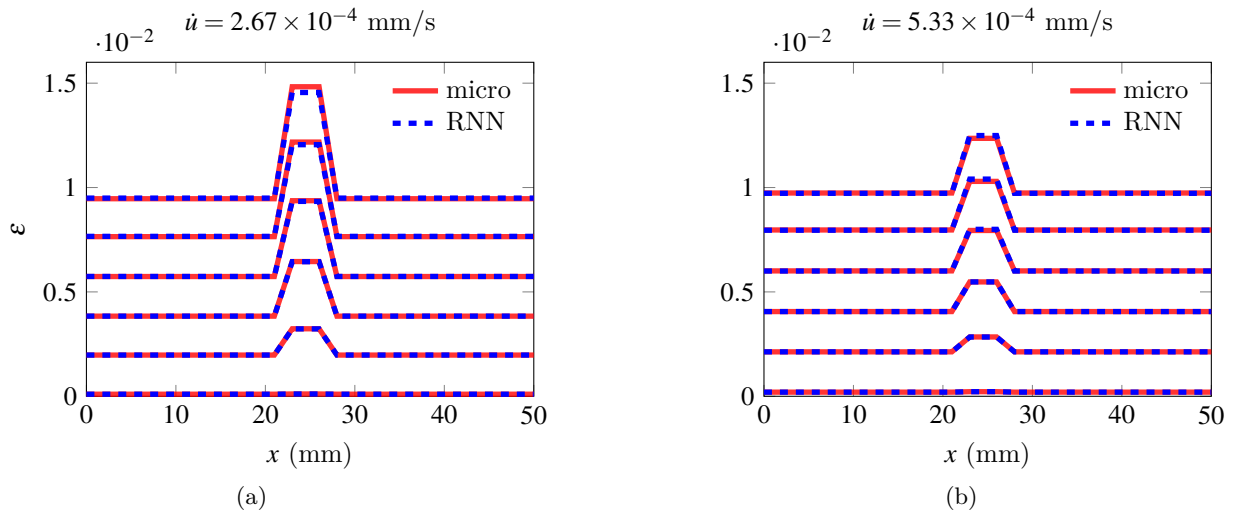 u̇ = 2.67 × 10⁻⁴ mm/s
·10⁻²
1.5
1
0.5
0
ε
micro
RNN
0 10 20 30 40 50
x (mm)
(a)
u̇ = 5.33 × 10⁻⁴ mm/s
·10⁻²
1.5
1
0.5
0
micro
RNN
0 10 20 30 40 50
x (mm)
(b)